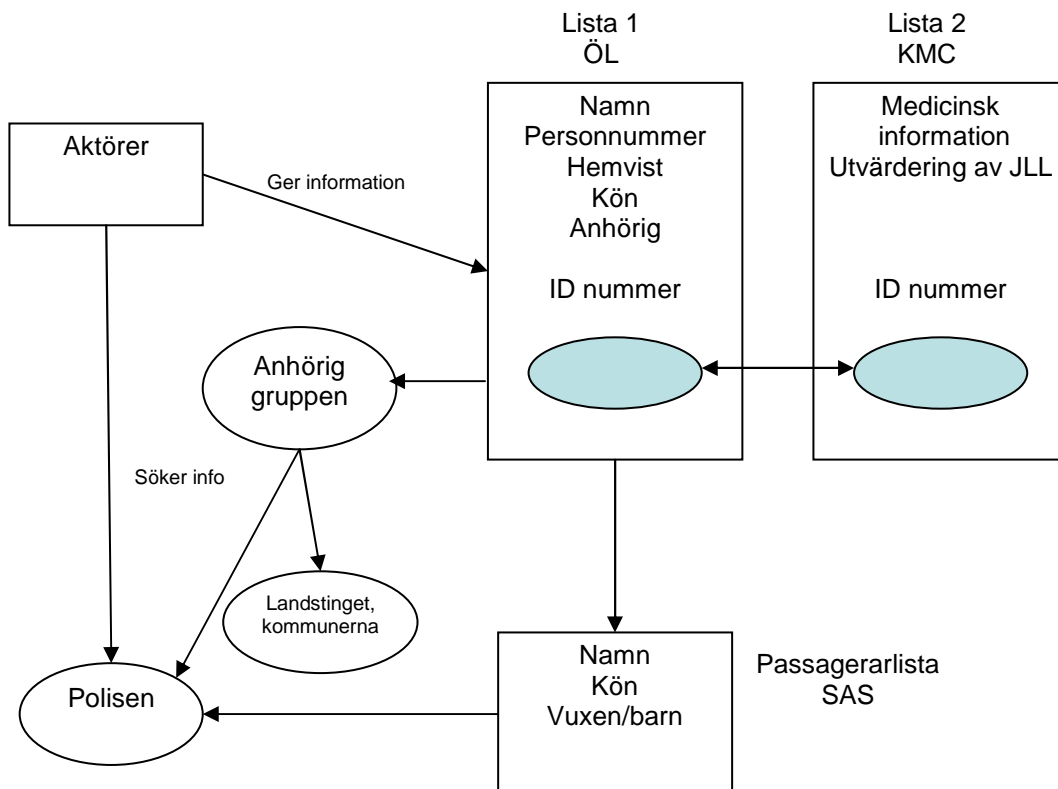 Lista 1
ÖL
Lista 2
KMC
Aktörer
Ger information
Namn
Personnummer
Hemvist
Kön
Anhörig
ID nummer
Medicinsk
information
Utvärdering av JLL
ID nummer
Anhörig
gruppen
Söker info
Landstinget,
kommunerna
Polisen
Namn
Kön
Vuxen/barn
Passagerarlista
SAS